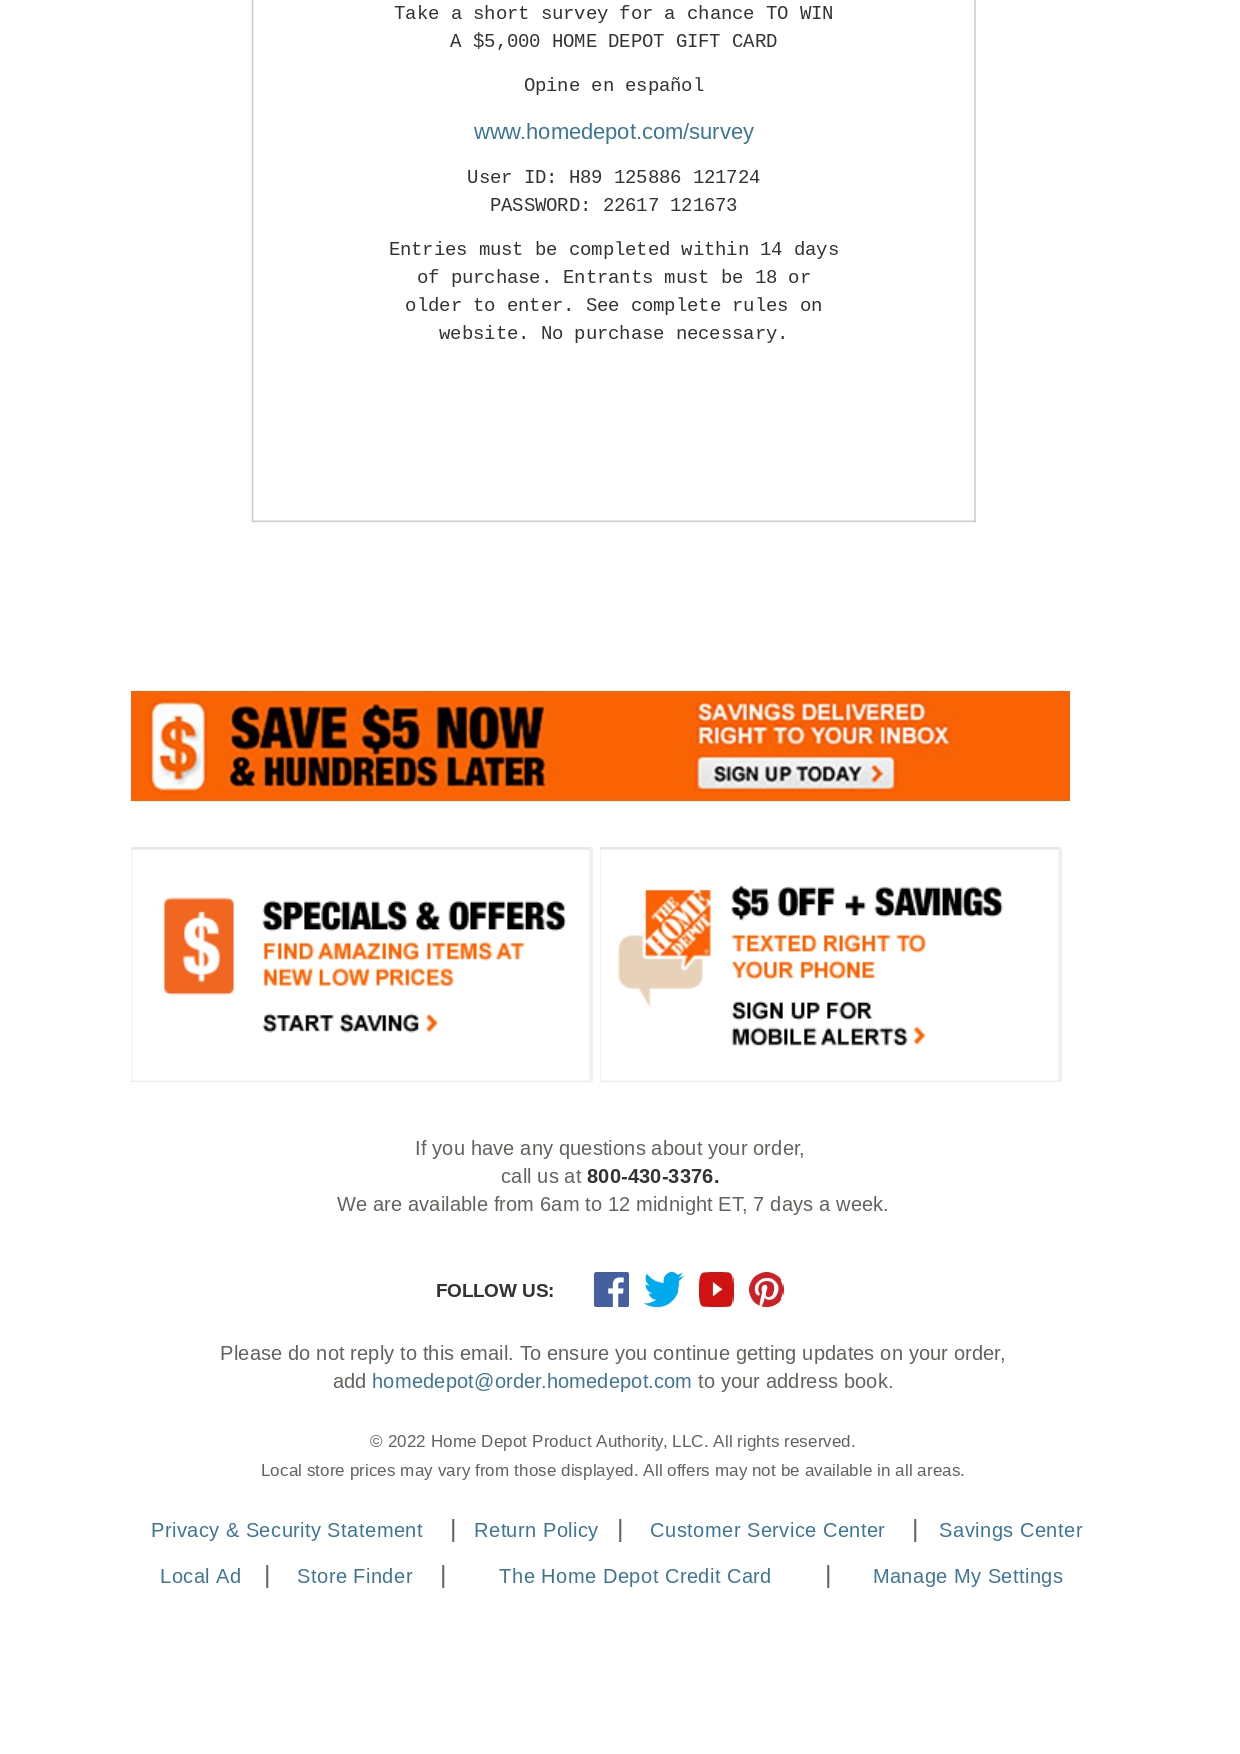 Take a short survey for a chance TO WIN
A $5,000 HOME DEPOT GIFT CARD
Opine en español
www.homedepot.com/survey
User ID: H89 125886 121724
PASSWORD: 22617 121673
Entries must be completed within 14 days
of purchase. Entrants must be 18 or
older to enter. See complete rules on
website. No purchase necessary.
$ SAVE $5 NOW
& HUNDREDS LATER
SAVINGS DELIVERED
RIGHT TO YOUR INBOX
SIGN UP TODAY >
$
SPECIALS & OFFERS
FIND AMAZING ITEMS AT
NEW LOW PRICES
START SAVING >
THE
HOME
DEPOT
$5 OFF + SAVINGS
TEXTED RIGHT TO
YOUR PHONE
SIGN UP FOR
MOBILE ALERTS >
If you have any questions about your order,
call us at 800-430-3376.
We are available from 6am to 12 midnight ET, 7 days a week.
FOLLOW US:
Please do not reply to this email. To ensure you continue getting updates on your order,
add homedepot@order.homedepot.com to your address book.
© 2022 Home Depot Product Authority, LLC. All rights reserved.
Local store prices may vary from those displayed. All offers may not be available in all areas.
Privacy & Security Statement | Return Policy | Customer Service Center | Savings Center
Local Ad | Store Finder | The Home Depot Credit Card | Manage My Settings